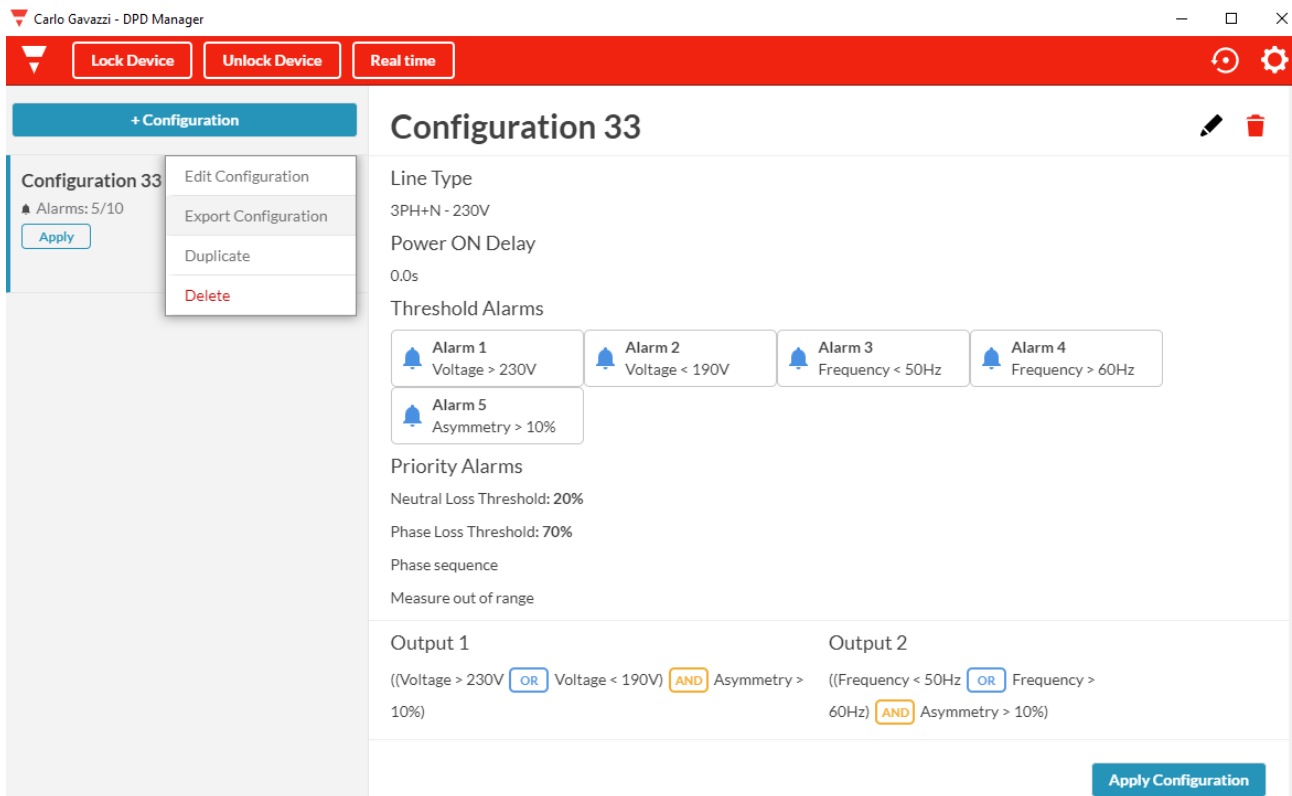 Carlo Gavazzi - DPD Manager
Lock Device
Unlock Device
Real time
+ Configuration
Configuration 33
Alarms: 5/10
Apply
Edit Configuration
Export Configuration
Duplicate
Delete
Configuration 33
Line Type
3PH+N - 230V
Power ON Delay
0.0s
Threshold Alarms
Alarm 1
Voltage > 230V
Alarm 2
Voltage < 190V
Alarm 3
Frequency < 50Hz
Alarm 4
Frequency > 60Hz
Alarm 5
Asymmetry > 10%
Priority Alarms
Neutral Loss Threshold: 20%
Phase Loss Threshold: 70%
Phase sequence
Measure out of range
Output 1
((Voltage > 230V OR Voltage < 190V) AND Asymmetry >
10%)
Output 2
((Frequency < 50Hz OR Frequency >
60Hz) AND Asymmetry > 10%)
Apply Configuration